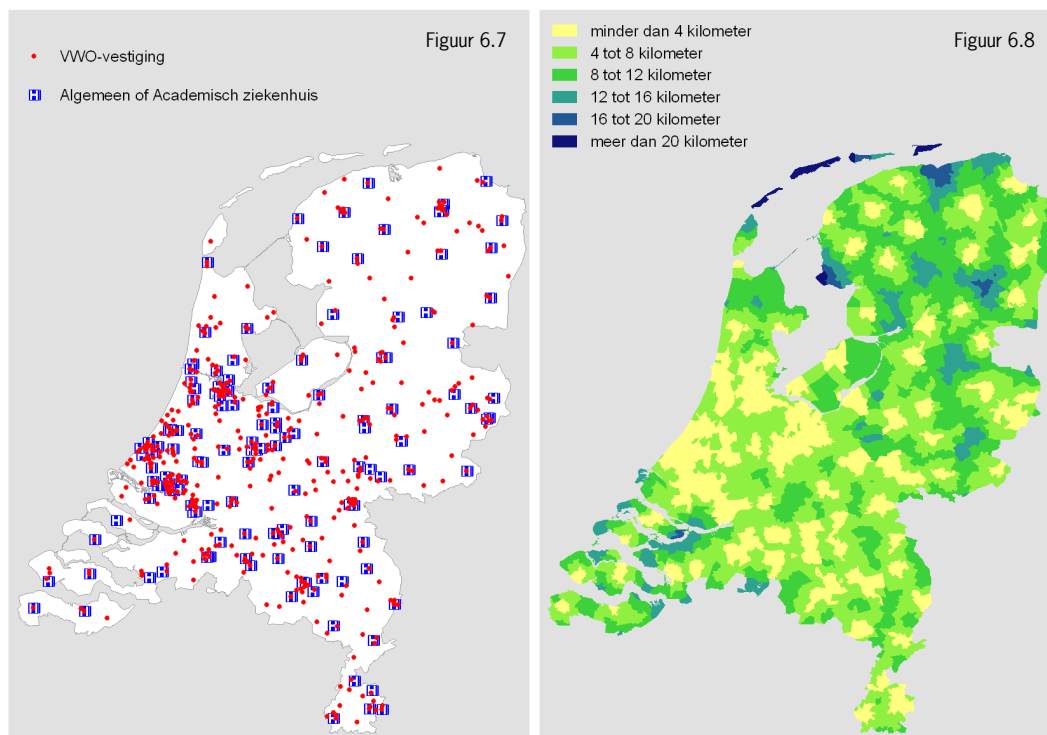 Figuur 6.7
VWO-vestiging
H Algemeen of Academisch ziekenhuis
Figuur 6.8
minder dan 4 kilometer
4 tot 8 kilometer
8 tot 12 kilometer
12 tot 16 kilometer
16 tot 20 kilometer
meer dan 20 kilometer